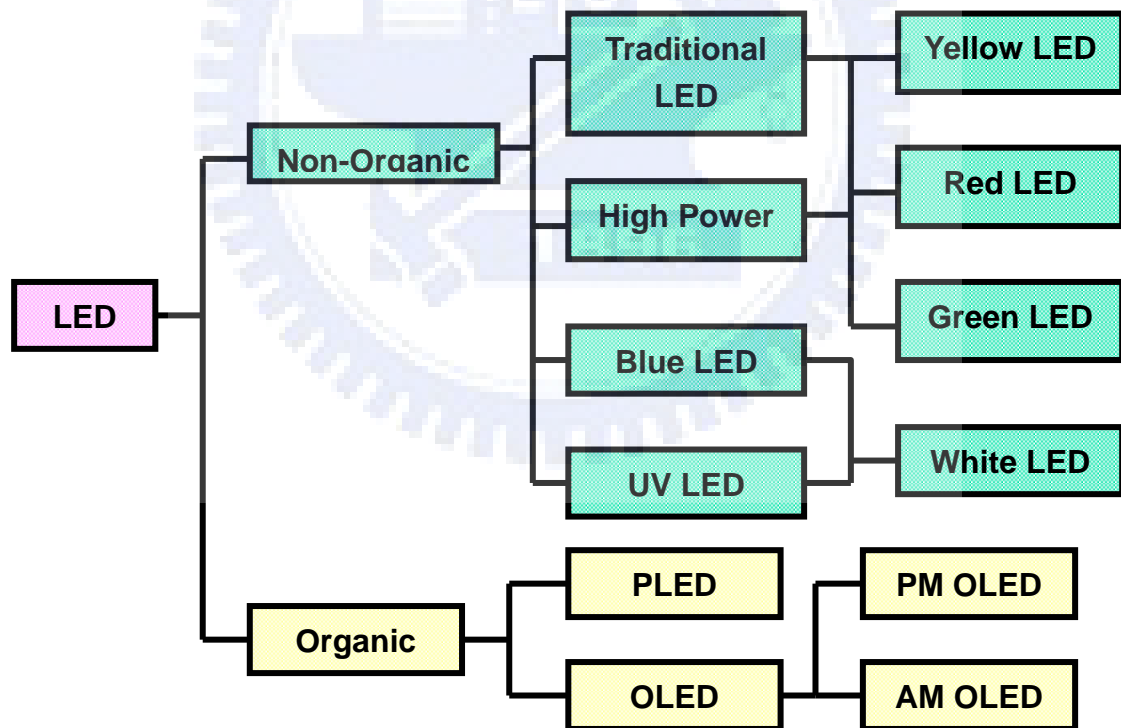 Traditional
LED
Yellow LED
Non-Organic
High Power
Red LED
LED
Green LED
Blue LED
UV LED
White LED
Organic
PLED
OLED
PM OLED
AM OLED